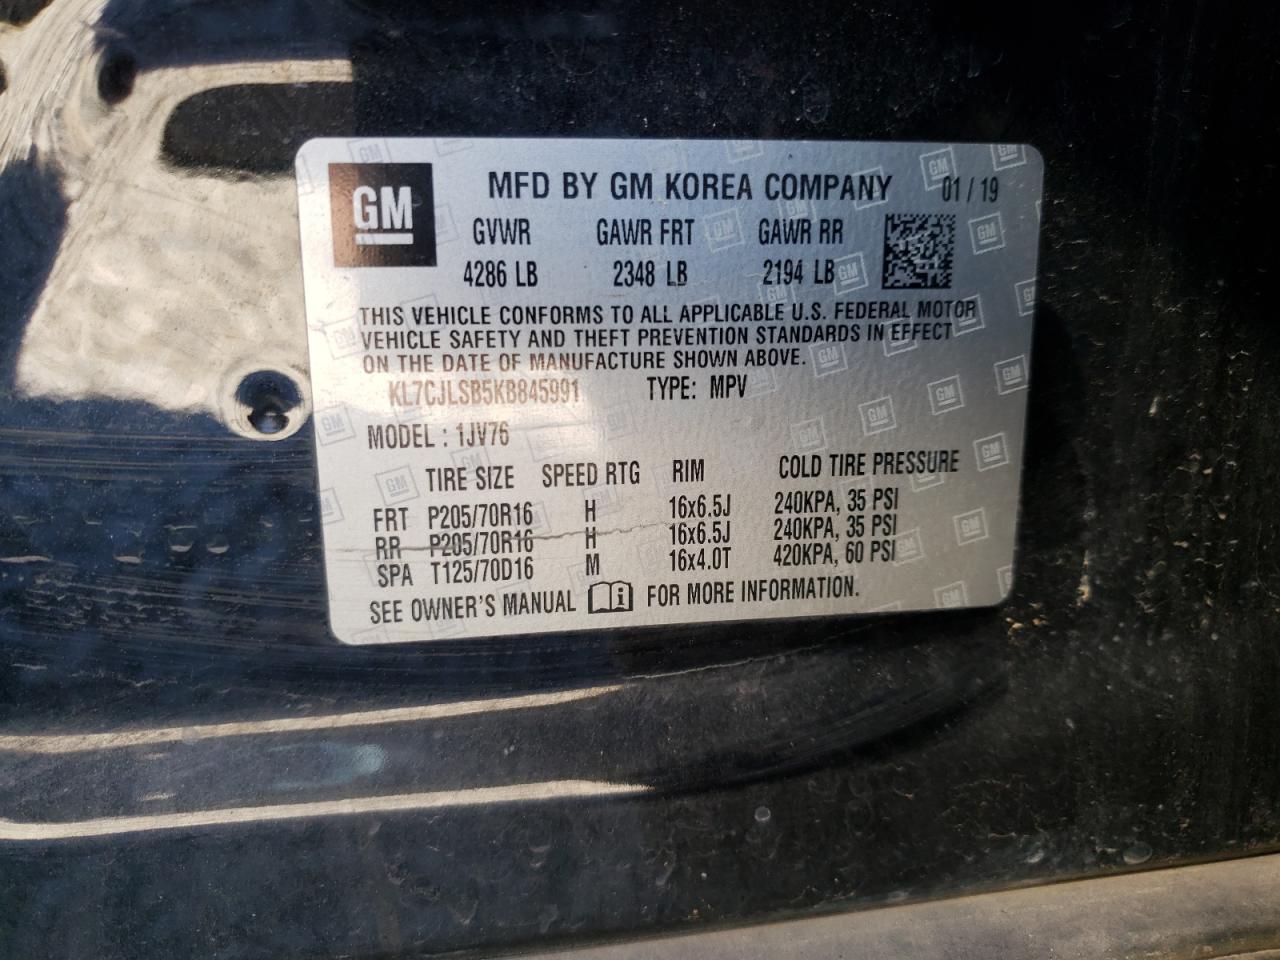 GM MFD BY GM KOREA COMPANY 01/19
GVWR GAWR FRT GAWR RR
4286 LB 2348 LB 2194 LB
THIS VEHICLE CONFORMS TO ALL APPLICABLE U.S. FEDERAL MOTOR
VEHICLE SAFETY AND THEFT PREVENTION STANDARDS IN EFFECT
ON THE DATE OF MANUFACTURE SHOWN ABOVE.
KL7CJLSB5KB845991 TYPE: MPV
MODEL : 1JV76
TIRE SIZE SPEED RTG RIM COLD TIRE PRESSURE
FRT P205/70R16 H 16x6.5J 240KPA, 35 PSI
RR P205/70R16 H 16x6.5J 240KPA, 35 PSI
SPA T125/70D16 M 16x4.0T 420KPA, 60 PSI
SEE OWNER'S MANUAL i FOR MORE INFORMATION.